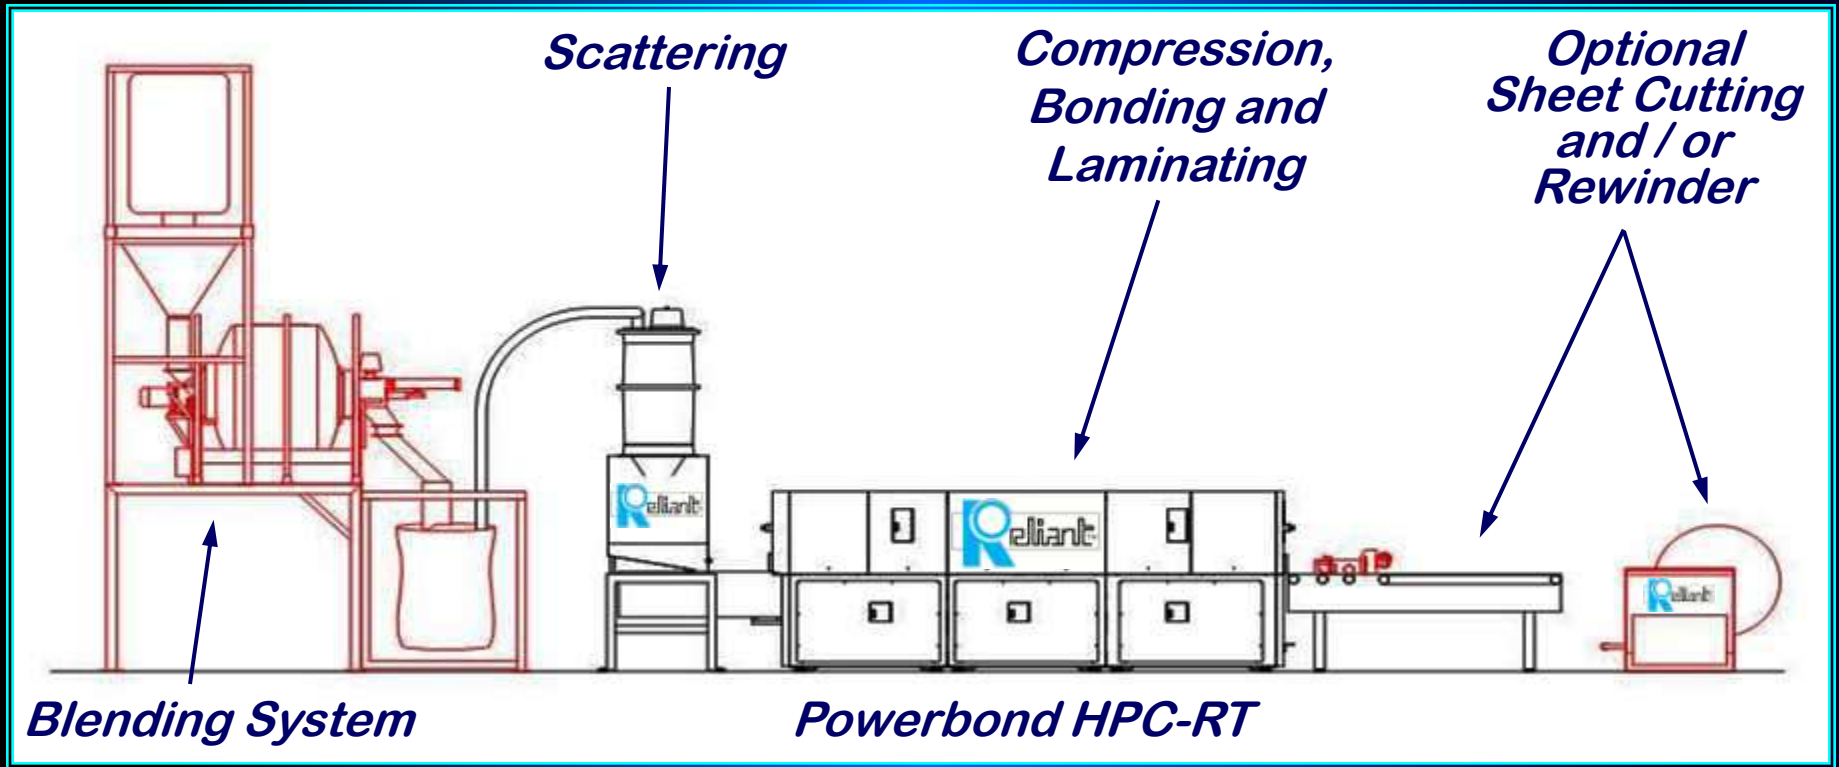 Scattering
Compression,
Bonding and
Laminating
Optional
Sheet Cutting
and / or
Rewinder
Reliant
Reliant
Reliant
Blending System
Powerbond HPC-RT